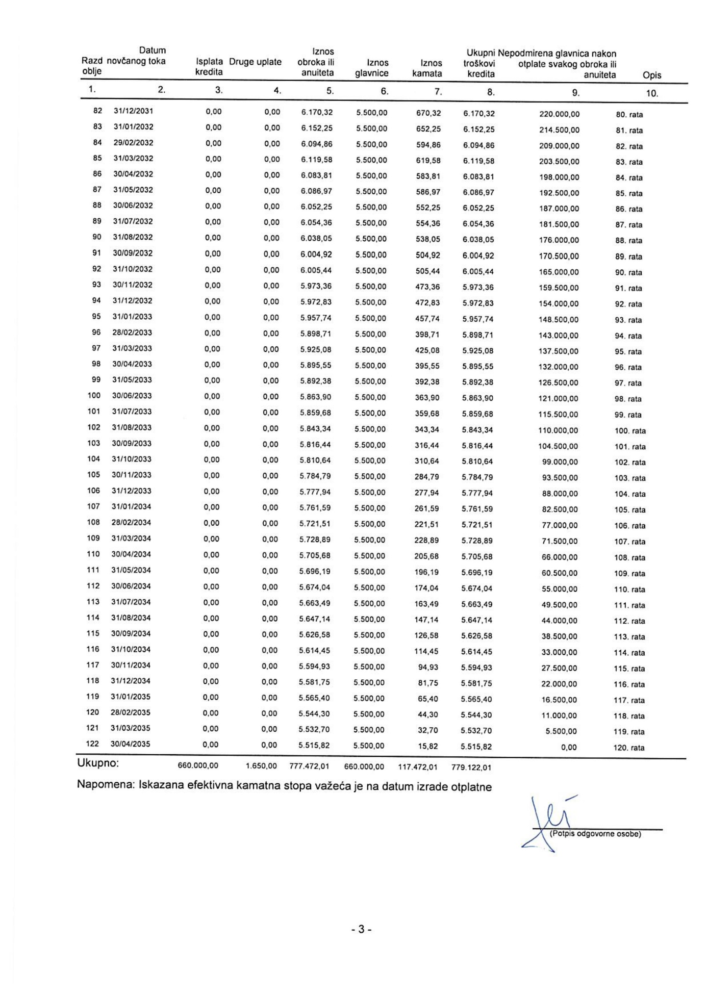 Razdoblje Datum novčanog toka Isplata kredita Druge uplate Iznos obroka ili anuiteta Iznos glavnice Iznos kamata Ukupni troškovi kredita Nepodmirena glavnica nakon otplate svakog obroka ili anuiteta Opis
1. 2. 3. 4. 5. 6. 7. 8. 9. 10.
82 31/12/2031 0,00 0,00 6.170,32 5.500,00 670,32 6.170,32 220.000,00 80. rata
83 31/01/2032 0,00 0,00 6.152,25 5.500,00 652,25 6.152,25 214.500,00 81. rata
84 29/02/2032 0,00 0,00 6.094,86 5.500,00 594,86 6.094,86 209.000,00 82. rata
85 31/03/2032 0,00 0,00 6.119,58 5.500,00 619,58 6.119,58 203.500,00 83. rata
86 30/04/2032 0,00 0,00 6.083,81 5.500,00 583,81 6.083,81 198.000,00 84. rata
87 31/05/2032 0,00 0,00 6.086,97 5.500,00 586,97 6.086,97 192.500,00 85. rata
88 30/06/2032 0,00 0,00 6.052,25 5.500,00 552,25 6.052,25 187.000,00 86. rata
89 31/07/2032 0,00 0,00 6.054,36 5.500,00 554,36 6.054,36 181.500,00 87. rata
90 31/08/2032 0,00 0,00 6.038,05 5.500,00 538,05 6.038,05 176.000,00 88. rata
91 30/09/2032 0,00 0,00 6.004,92 5.500,00 504,92 6.004,92 170.500,00 89. rata
92 31/10/2032 0,00 0,00 6.005,44 5.500,00 505,44 6.005,44 165.000,00 90. rata
93 30/11/2032 0,00 0,00 5.973,36 5.500,00 473,36 5.973,36 159.500,00 91. rata
94 31/12/2032 0,00 0,00 5.972,83 5.500,00 472,83 5.972,83 154.000,00 92. rata
95 31/01/2033 0,00 0,00 5.957,74 5.500,00 457,74 5.957,74 148.500,00 93. rata
96 28/02/2033 0,00 0,00 5.898,71 5.500,00 398,71 5.898,71 143.000,00 94. rata
97 31/03/2033 0,00 0,00 5.925,08 5.500,00 425,08 5.925,08 137.500,00 95. rata
98 30/04/2033 0,00 0,00 5.895,55 5.500,00 395,55 5.895,55 132.000,00 96. rata
99 31/05/2033 0,00 0,00 5.892,38 5.500,00 392,38 5.892,38 126.500,00 97. rata
100 30/06/2033 0,00 0,00 5.863,90 5.500,00 363,90 5.863,90 121.000,00 98. rata
101 31/07/2033 0,00 0,00 5.859,68 5.500,00 359,68 5.859,68 115.500,00 99. rata
102 31/08/2033 0,00 0,00 5.843,34 5.500,00 343,34 5.843,34 110.000,00 100. rata
103 30/09/2033 0,00 0,00 5.816,44 5.500,00 316,44 5.816,44 104.500,00 101. rata
104 31/10/2033 0,00 0,00 5.810,64 5.500,00 310,64 5.810,64 99.000,00 102. rata
105 30/11/2033 0,00 0,00 5.784,79 5.500,00 284,79 5.784,79 93.500,00 103. rata
106 31/12/2033 0,00 0,00 5.777,94 5.500,00 277,94 5.777,94 88.000,00 104. rata
107 31/01/2034 0,00 0,00 5.761,59 5.500,00 261,59 5.761,59 82.500,00 105. rata
108 28/02/2034 0,00 0,00 5.721,51 5.500,00 221,51 5.721,51 77.000,00 106. rata
109 31/03/2034 0,00 0,00 5.728,89 5.500,00 228,89 5.728,89 71.500,00 107. rata
110 30/04/2034 0,00 0,00 5.705,68 5.500,00 205,68 5.705,68 66.000,00 108. rata
111 31/05/2034 0,00 0,00 5.696,19 5.500,00 196,19 5.696,19 60.500,00 109. rata
112 30/06/2034 0,00 0,00 5.674,04 5.500,00 174,04 5.674,04 55.000,00 110. rata
113 31/07/2034 0,00 0,00 5.663,49 5.500,00 163,49 5.663,49 49.500,00 111. rata
114 31/08/2034 0,00 0,00 5.647,14 5.500,00 147,14 5.647,14 44.000,00 112. rata
115 30/09/2034 0,00 0,00 5.626,58 5.500,00 126,58 5.626,58 38.500,00 113. rata
116 31/10/2034 0,00 0,00 5.614,45 5.500,00 114,45 5.614,45 33.000,00 114. rata
117 30/11/2034 0,00 0,00 5.594,93 5.500,00 94,93 5.594,93 27.500,00 115. rata
118 31/12/2034 0,00 0,00 5.581,75 5.500,00 81,75 5.581,75 22.000,00 116. rata
119 31/01/2035 0,00 0,00 5.565,40 5.500,00 65,40 5.565,40 16.500,00 117. rata
120 28/02/2035 0,00 0,00 5.544,30 5.500,00 44,30 5.544,30 11.000,00 118. rata
121 31/03/2035 0,00 0,00 5.532,70 5.500,00 32,70 5.532,70 5.500,00 119. rata
122 30/04/2035 0,00 0,00 5.515,82 5.500,00 15,82 5.515,82 0,00 120. rata
Ukupno: 660.000,00 1.650,00 777.472,01 660.000,00 117.472,01 779.122,01
Napomena: Iskazana efektivna kamatna stopa važeća je na datum izrade otplatne
(Potpis odgovorne osobe)
- 3 -